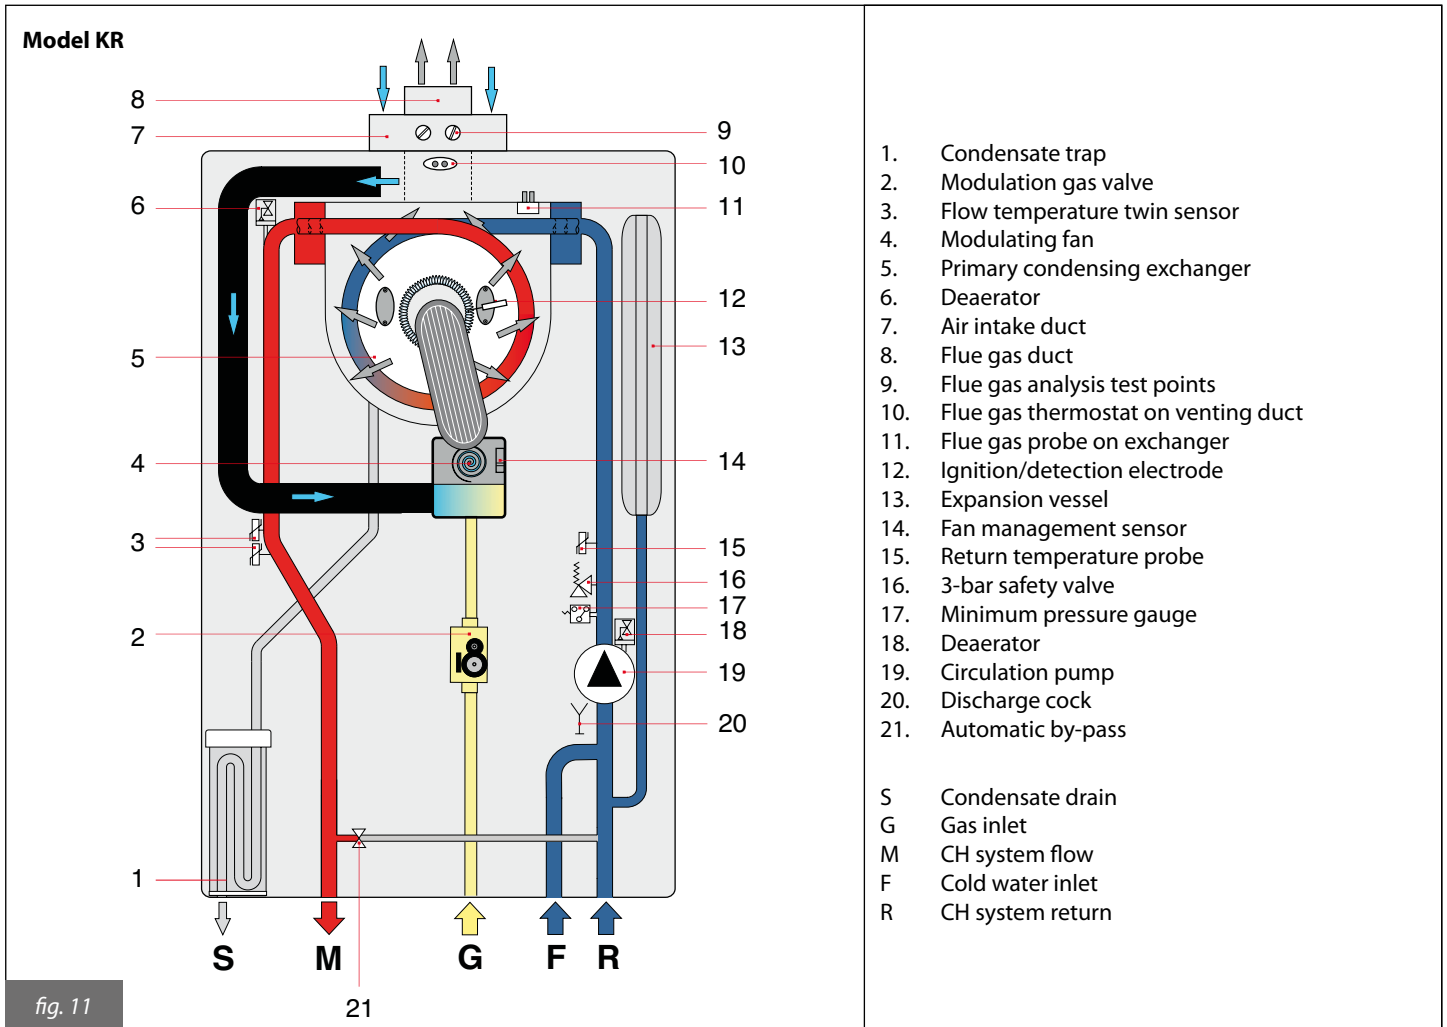 Model KR
8
7
6
5
4
3
2
1
9
10
11
12
13
14
15
16
17
18
19
20
S
M
G
F
R
21
fig. 11
1. Condensate trap
2. Modulation gas valve
3. Flow temperature twin sensor
4. Modulating fan
5. Primary condensing exchanger
6. Deaerator
7. Air intake duct
8. Flue gas duct
9. Flue gas analysis test points
10. Flue gas thermostat on venting duct
11. Flue gas probe on exchanger
12. Ignition/detection electrode
13. Expansion vessel
14. Fan management sensor
15. Return temperature probe
16. 3-bar safety valve
17. Minimum pressure gauge
18. Deaerator
19. Circulation pump
20. Discharge cock
21. Automatic by-pass
S Condensate drain
G Gas inlet
M CH system flow
F Cold water inlet
R CH system return